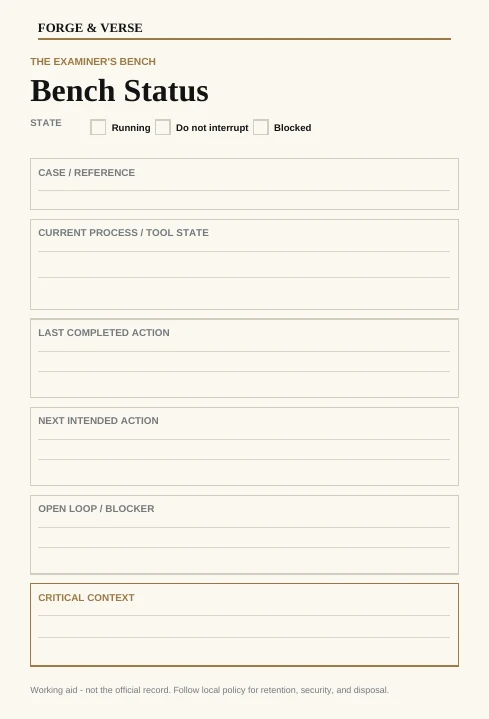 FORGE & VERSE
THE EXAMINER'S BENCH
Bench Status
STATE Running Do not interrupt Blocked
CASE / REFERENCE
CURRENT PROCESS / TOOL STATE
LAST COMPLETED ACTION
NEXT INTENDED ACTION
OPEN LOOP / BLOCKER
CRITICAL CONTEXT
Working aid - not the official record. Follow local policy for retention, security, and disposal.